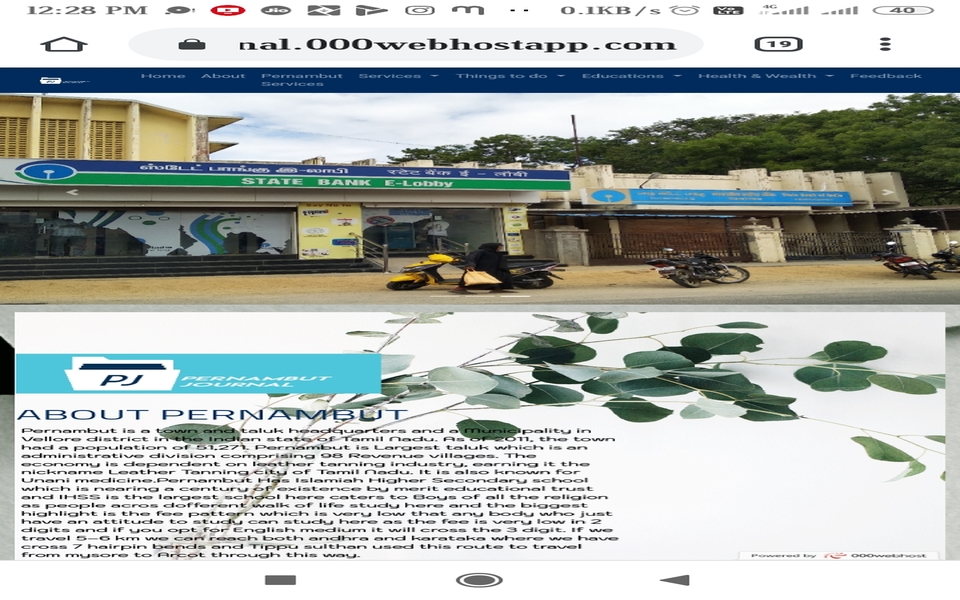 12:28 PM
0.1KB/s
4G
40
nal.000webhostapp.com
19
Home About Pernambut Services Services Things to do Educations Health & Wealth Feedback
ஸ்டேட் பாங்கு இ-லாபி स्टेट बैंक ई - लॉबी
STATE BANK E-Lobby
PJ PERNAMBUT
JOURNAL
ABOUT PERNAMBUT
Pernambut is a town and taluk headquarters and a Municipality in
Vellore district in the Indian state of Tamil Nadu. As of 2011, the town
had a population of 51,271. Pernambut is Largest taluk which is an
administrative division comprising 98 Revenue villages. The
economy is dependent on leather tanning industry, earniing it the
nickname Leather Tanning city of Tamil Nadu. It is also known for
Unani medicine.Pernambut Has Islamiah Higher Secondary school
which is nearing a century of existence by merit educational trust
and IHSS is the largest school here caters to Boys of all the religion
as people acros dofferent walk of life study here and the biggest
highlight is the fee pattern which is very low that any body who just
have an attitude to study can study here as the fee is very low in 2
digits and if you opt for English medium it will cross the 3 digit. If we
travel 5–6 km we can reach both andhra and karataka where we have
cross 7 hairpin bends and Tippu sulthan used this route to travel
from mysore to Arcot through this way.
Powered by 000webhost